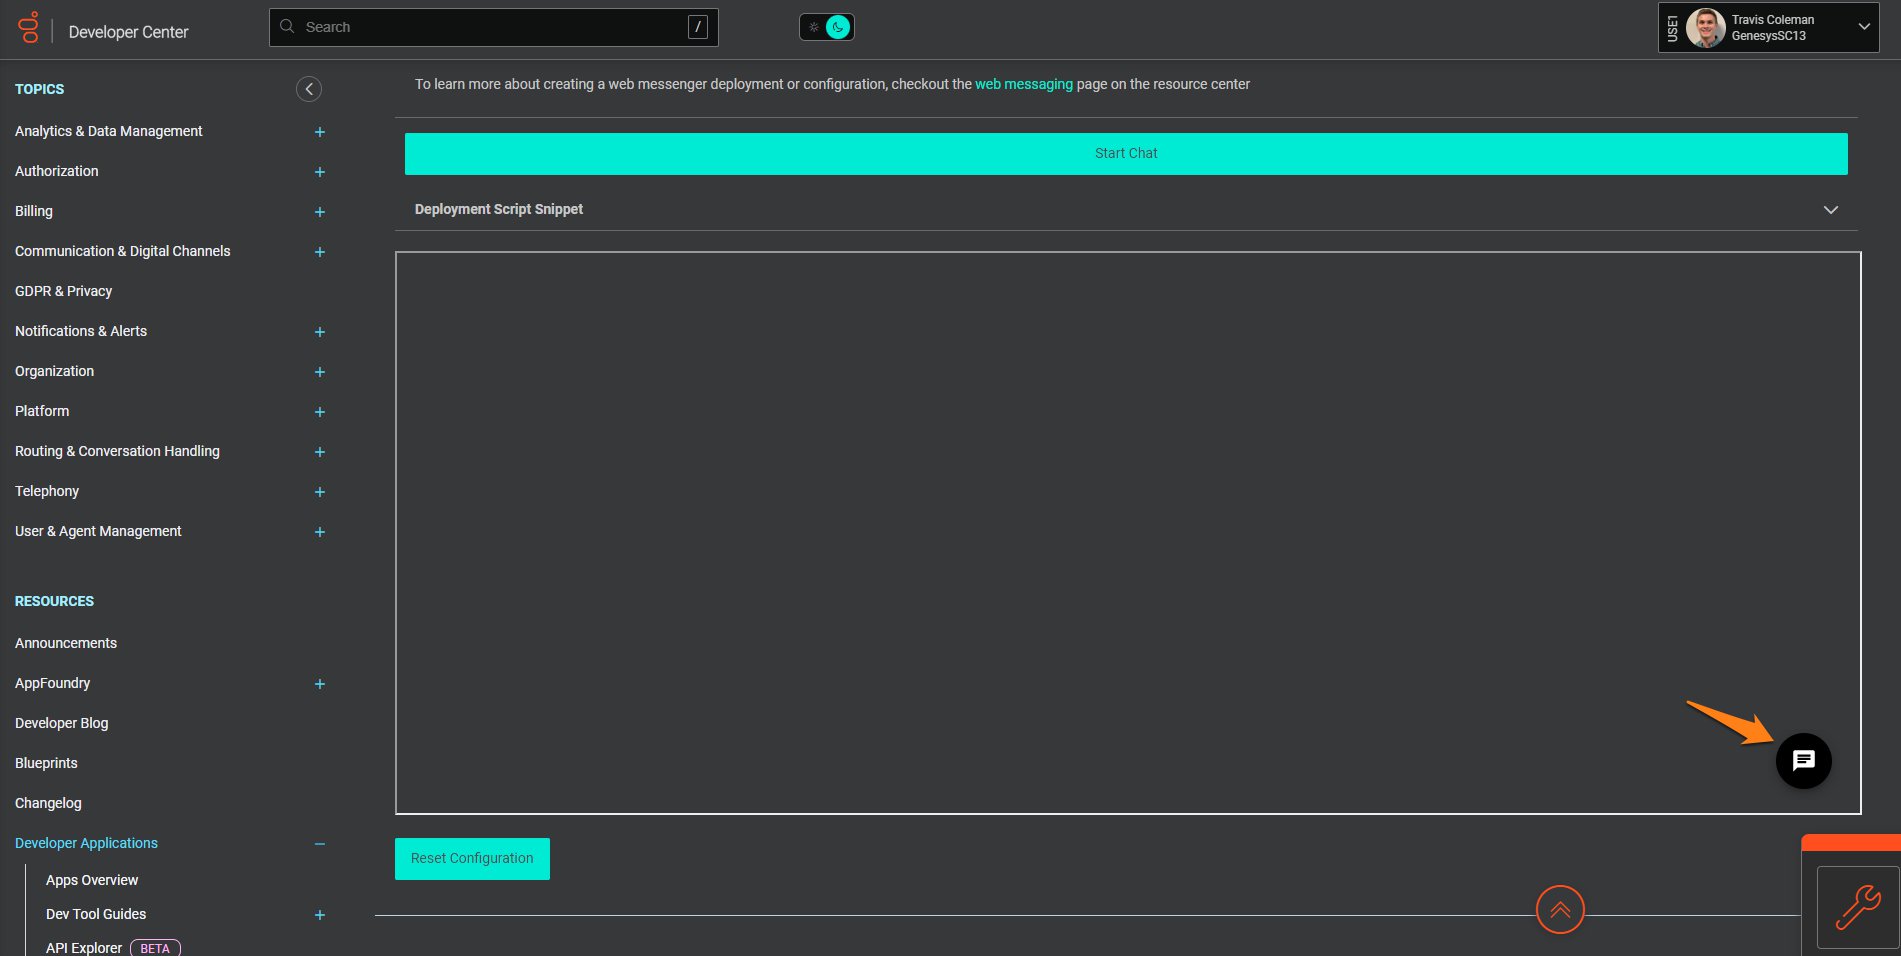 Developer Center
Search
/
USE1
Travis Coleman
GenesysSC13
TOPICS
Analytics & Data Management
Authorization
Billing
Communication & Digital Channels
GDPR & Privacy
Notifications & Alerts
Organization
Platform
Routing & Conversation Handling
Telephony
User & Agent Management
RESOURCES
Announcements
AppFoundry
Developer Blog
Blueprints
Changelog
Developer Applications
Apps Overview
Dev Tool Guides
API Explorer BETA
To learn more about creating a web messenger deployment or configuration, checkout the web messaging page on the resource center
Start Chat
Deployment Script Snippet
Reset Configuration